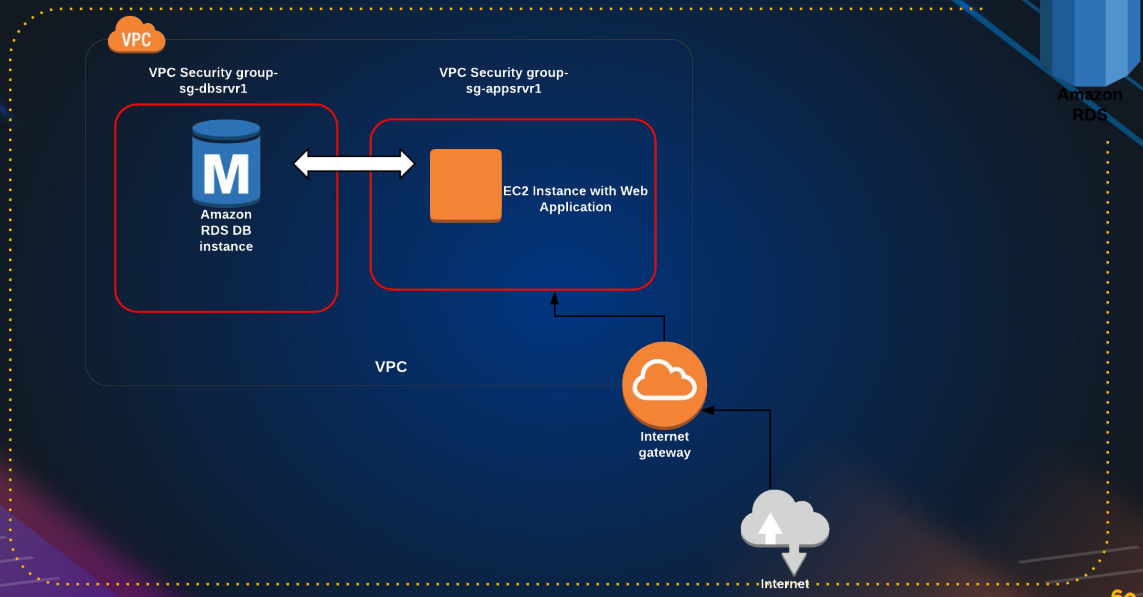 VPC
VPC Security group-
sg-dbsrvr1
VPC Security group-
sg-appsrvr1
Amazon
RDS
M
Amazon
RDS DB
instance
EC2 Instance with Web
Application
VPC
Internet
gateway
Internet